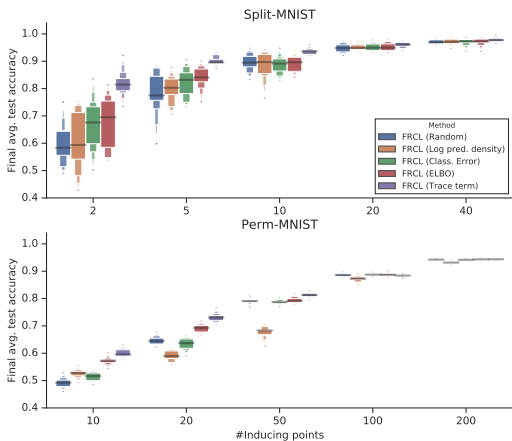 Split-MNIST
Final avg. test accuracy
1.0
0.9
0.8
0.7
0.6
0.5
0.4
Method
FRCL (Random)
FRCL (Log pred. density)
FRCL (Class. Error)
FRCL (ELBO)
FRCL (Trace term)
2 5 10 20 40
Perm-MNIST
Final avg. test accuracy
1.0
0.9
0.8
0.7
0.6
0.5
0.4
10 20 50 100 200
#Inducing points